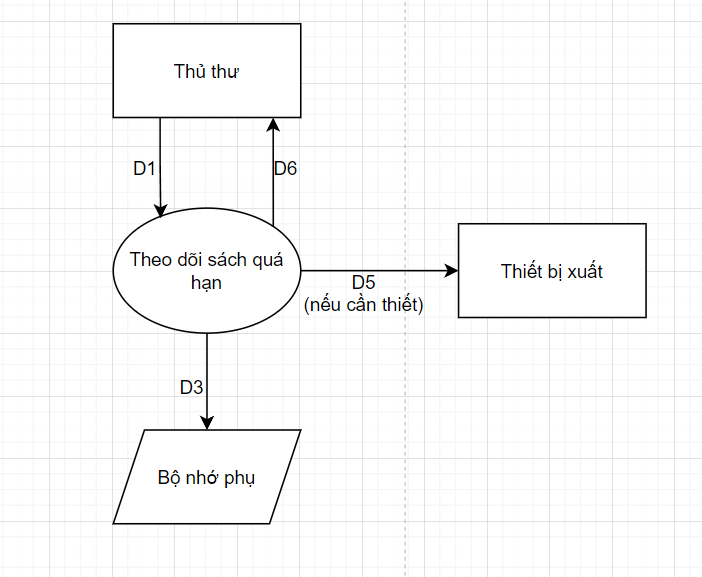 Thủ thư
D1
D6
Theo dõi sách quá
hạn
D5
(nếu cần thiết)
Thiết bị xuất
D3
Bộ nhớ phụ